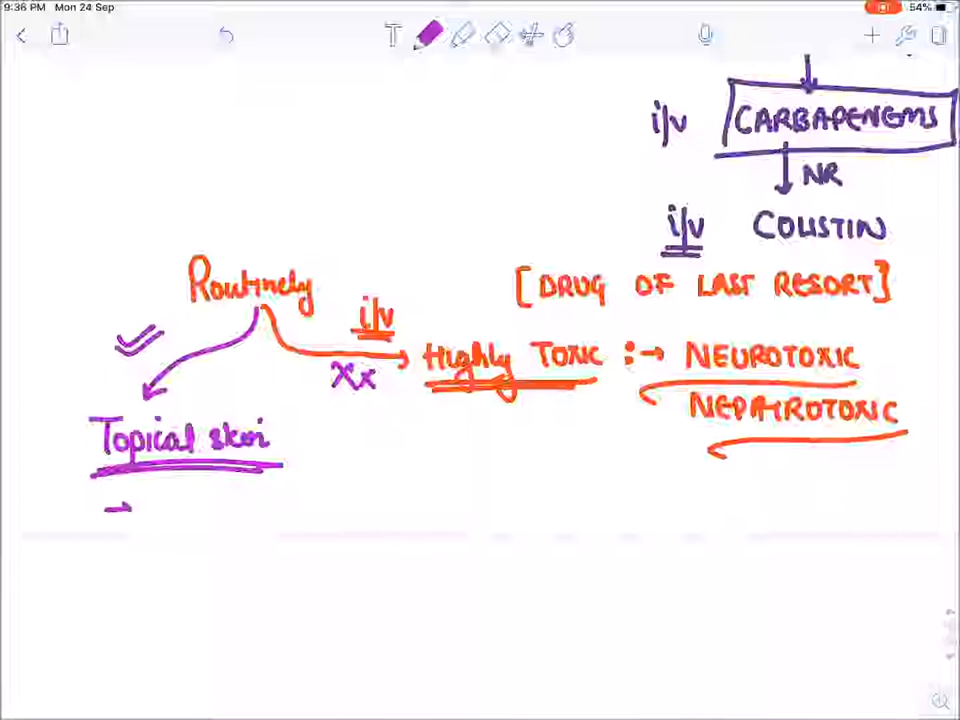 9:36 PM Mon 24 Sep
54%
i/v CARBAPENEMS
NR
i/v COLISTIN
[DRUG OF LAST RESORT]
Routinely
i/v
Highly TOXIC :→ NEUROTOXIC
Xx
NEPHROTOXIC
Topical skin
→